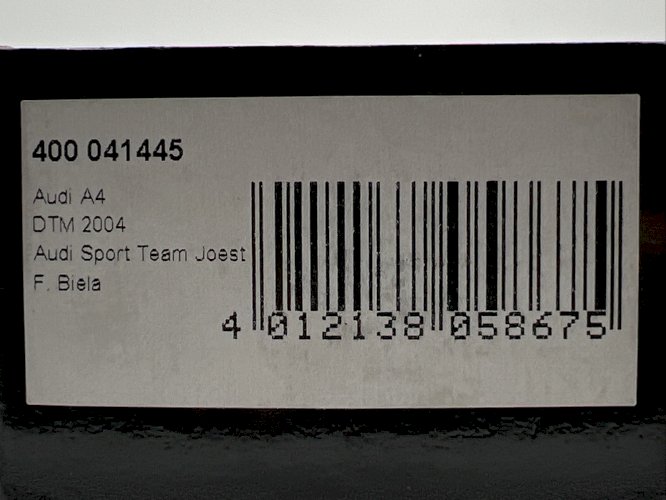 400 041445
Audi A4
DTM 2004
Audi Sport Team Joest
F. Biela
4 012138 058675